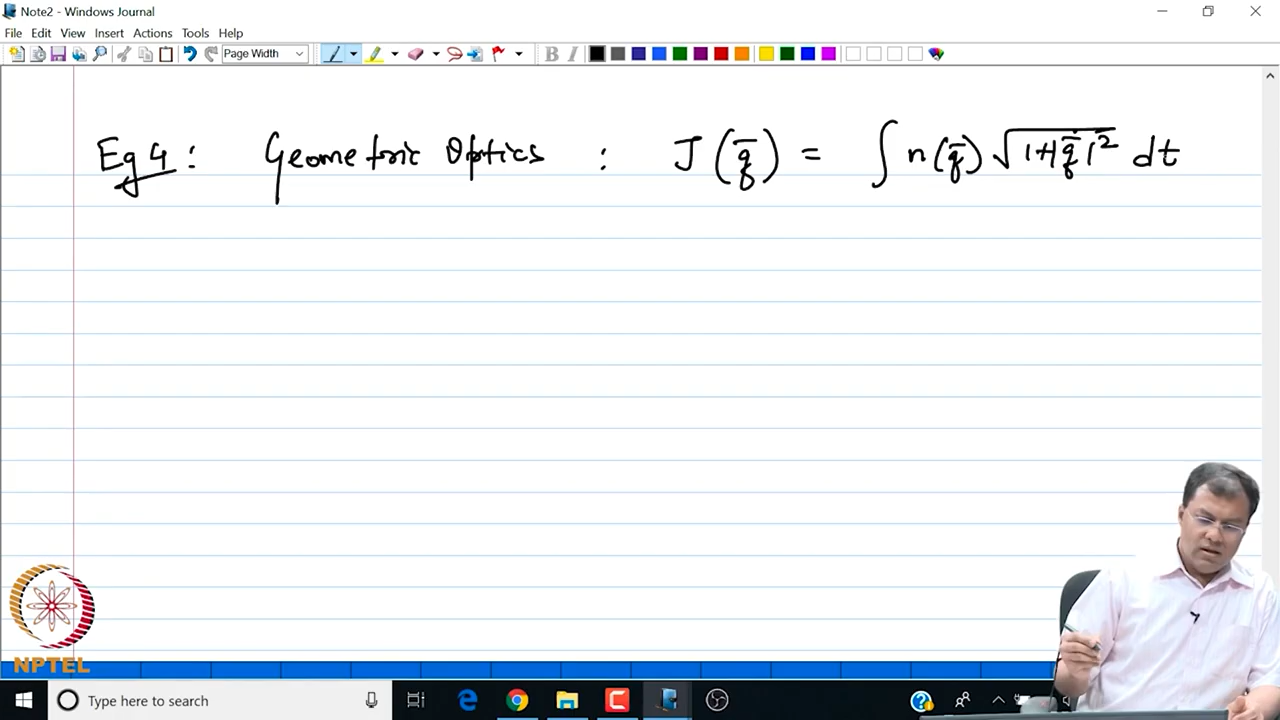 Note2 - Windows Journal
File Edit View Insert Actions Tools Help
Page Width B I
Eg 4 : Geometric Optics : J(q̄) = ∫ n(q̄) √1+|q̄̇|² dt
NPTEL
Type here to search